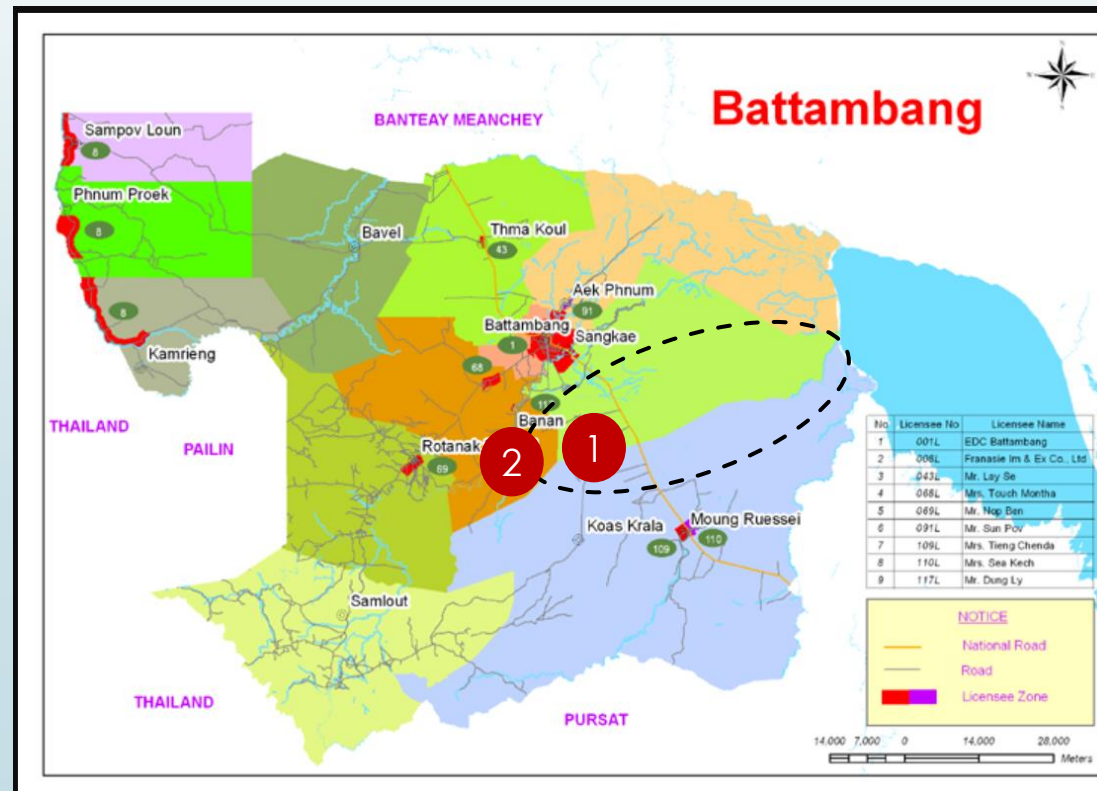 Battambang
BANTEAY MEANCHEY
Sampov Loun
8
Phnum Proek
8
Bavel
Thma Koul
43
Aek Phnum
91
Battambang
1
Sangkae
8
Kamrieng
68
Banan
THAILAND
PAILIN
Rotanak
69
2
1
No Licensee No Licensee Name
1 001L EDC Battambang
2 008L Franasie Im & Ex Co., Ltd
3 043L Mr. Lay Se
4 068L Mrs. Touch Montha
5 069L Mr. Nop Ben
6 091L Mr. Sun Pov
7 109L Mrs. Tieng Chenda
8 110L Mrs. Sea Kech
9 117L Mr. Dung Ly
Koas Krala
Moung Ruessei
109
110
Samlout
NOTICE
National Road
Road
Licensee Zone
THAILAND
PURSAT
14,000 7,000 0 14,000 28,000
Meters